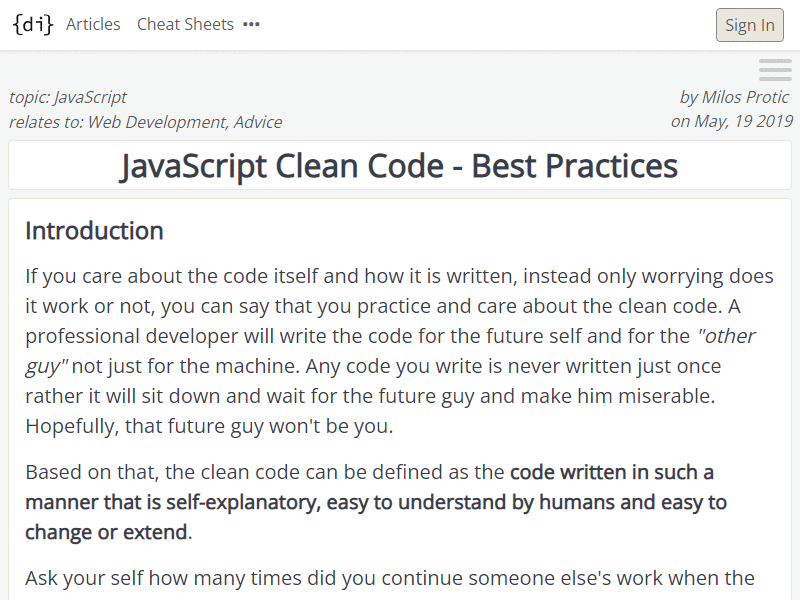 {di} Articles Cheat Sheets ••• Sign In
topic: JavaScript by Milos Protic
relates to: Web Development, Advice on May, 19 2019
JavaScript Clean Code - Best Practices
Introduction
If you care about the code itself and how it is written, instead only worrying does
it work or not, you can say that you practice and care about the clean code. A
professional developer will write the code for the future self and for the "other
guy" not just for the machine. Any code you write is never written just once
rather it will sit down and wait for the future guy and make him miserable.
Hopefully, that future guy won't be you.
Based on that, the clean code can be defined as the code written in such a
manner that is self-explanatory, easy to understand by humans and easy to
change or extend.
Ask your self how many times did you continue someone else's work when the